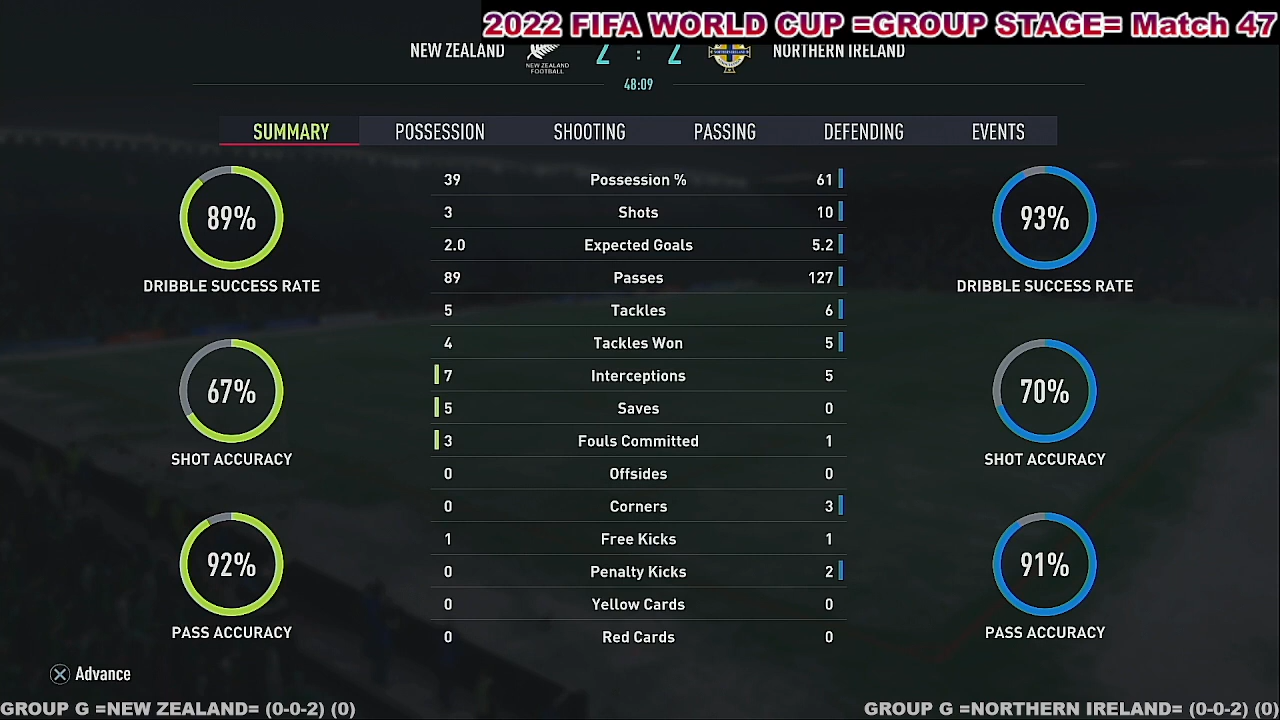 2022 FIFA WORLD CUP =GROUP STAGE= Match 47
NEW ZEALAND NEW ZEALAND FOOTBALL 2 : 2 NORTHERN IRELAND
48:09
SUMMARY POSSESSION SHOOTING PASSING DEFENDING EVENTS
39 Possession % 61
3 Shots 10
2.0 Expected Goals 5.2
89 Passes 127
5 Tackles 6
4 Tackles Won 5
7 Interceptions 5
5 Saves 0
3 Fouls Committed 1
0 Offsides 0
0 Corners 3
1 Free Kicks 1
0 Penalty Kicks 2
0 Yellow Cards 0
0 Red Cards 0
89%
DRIBBLE SUCCESS RATE
67%
SHOT ACCURACY
92%
PASS ACCURACY
93%
DRIBBLE SUCCESS RATE
70%
SHOT ACCURACY
91%
PASS ACCURACY
Advance
GROUP G =NEW ZEALAND= (0-0-2) (0)
GROUP G =NORTHERN IRELAND= (0-0-2) (0)